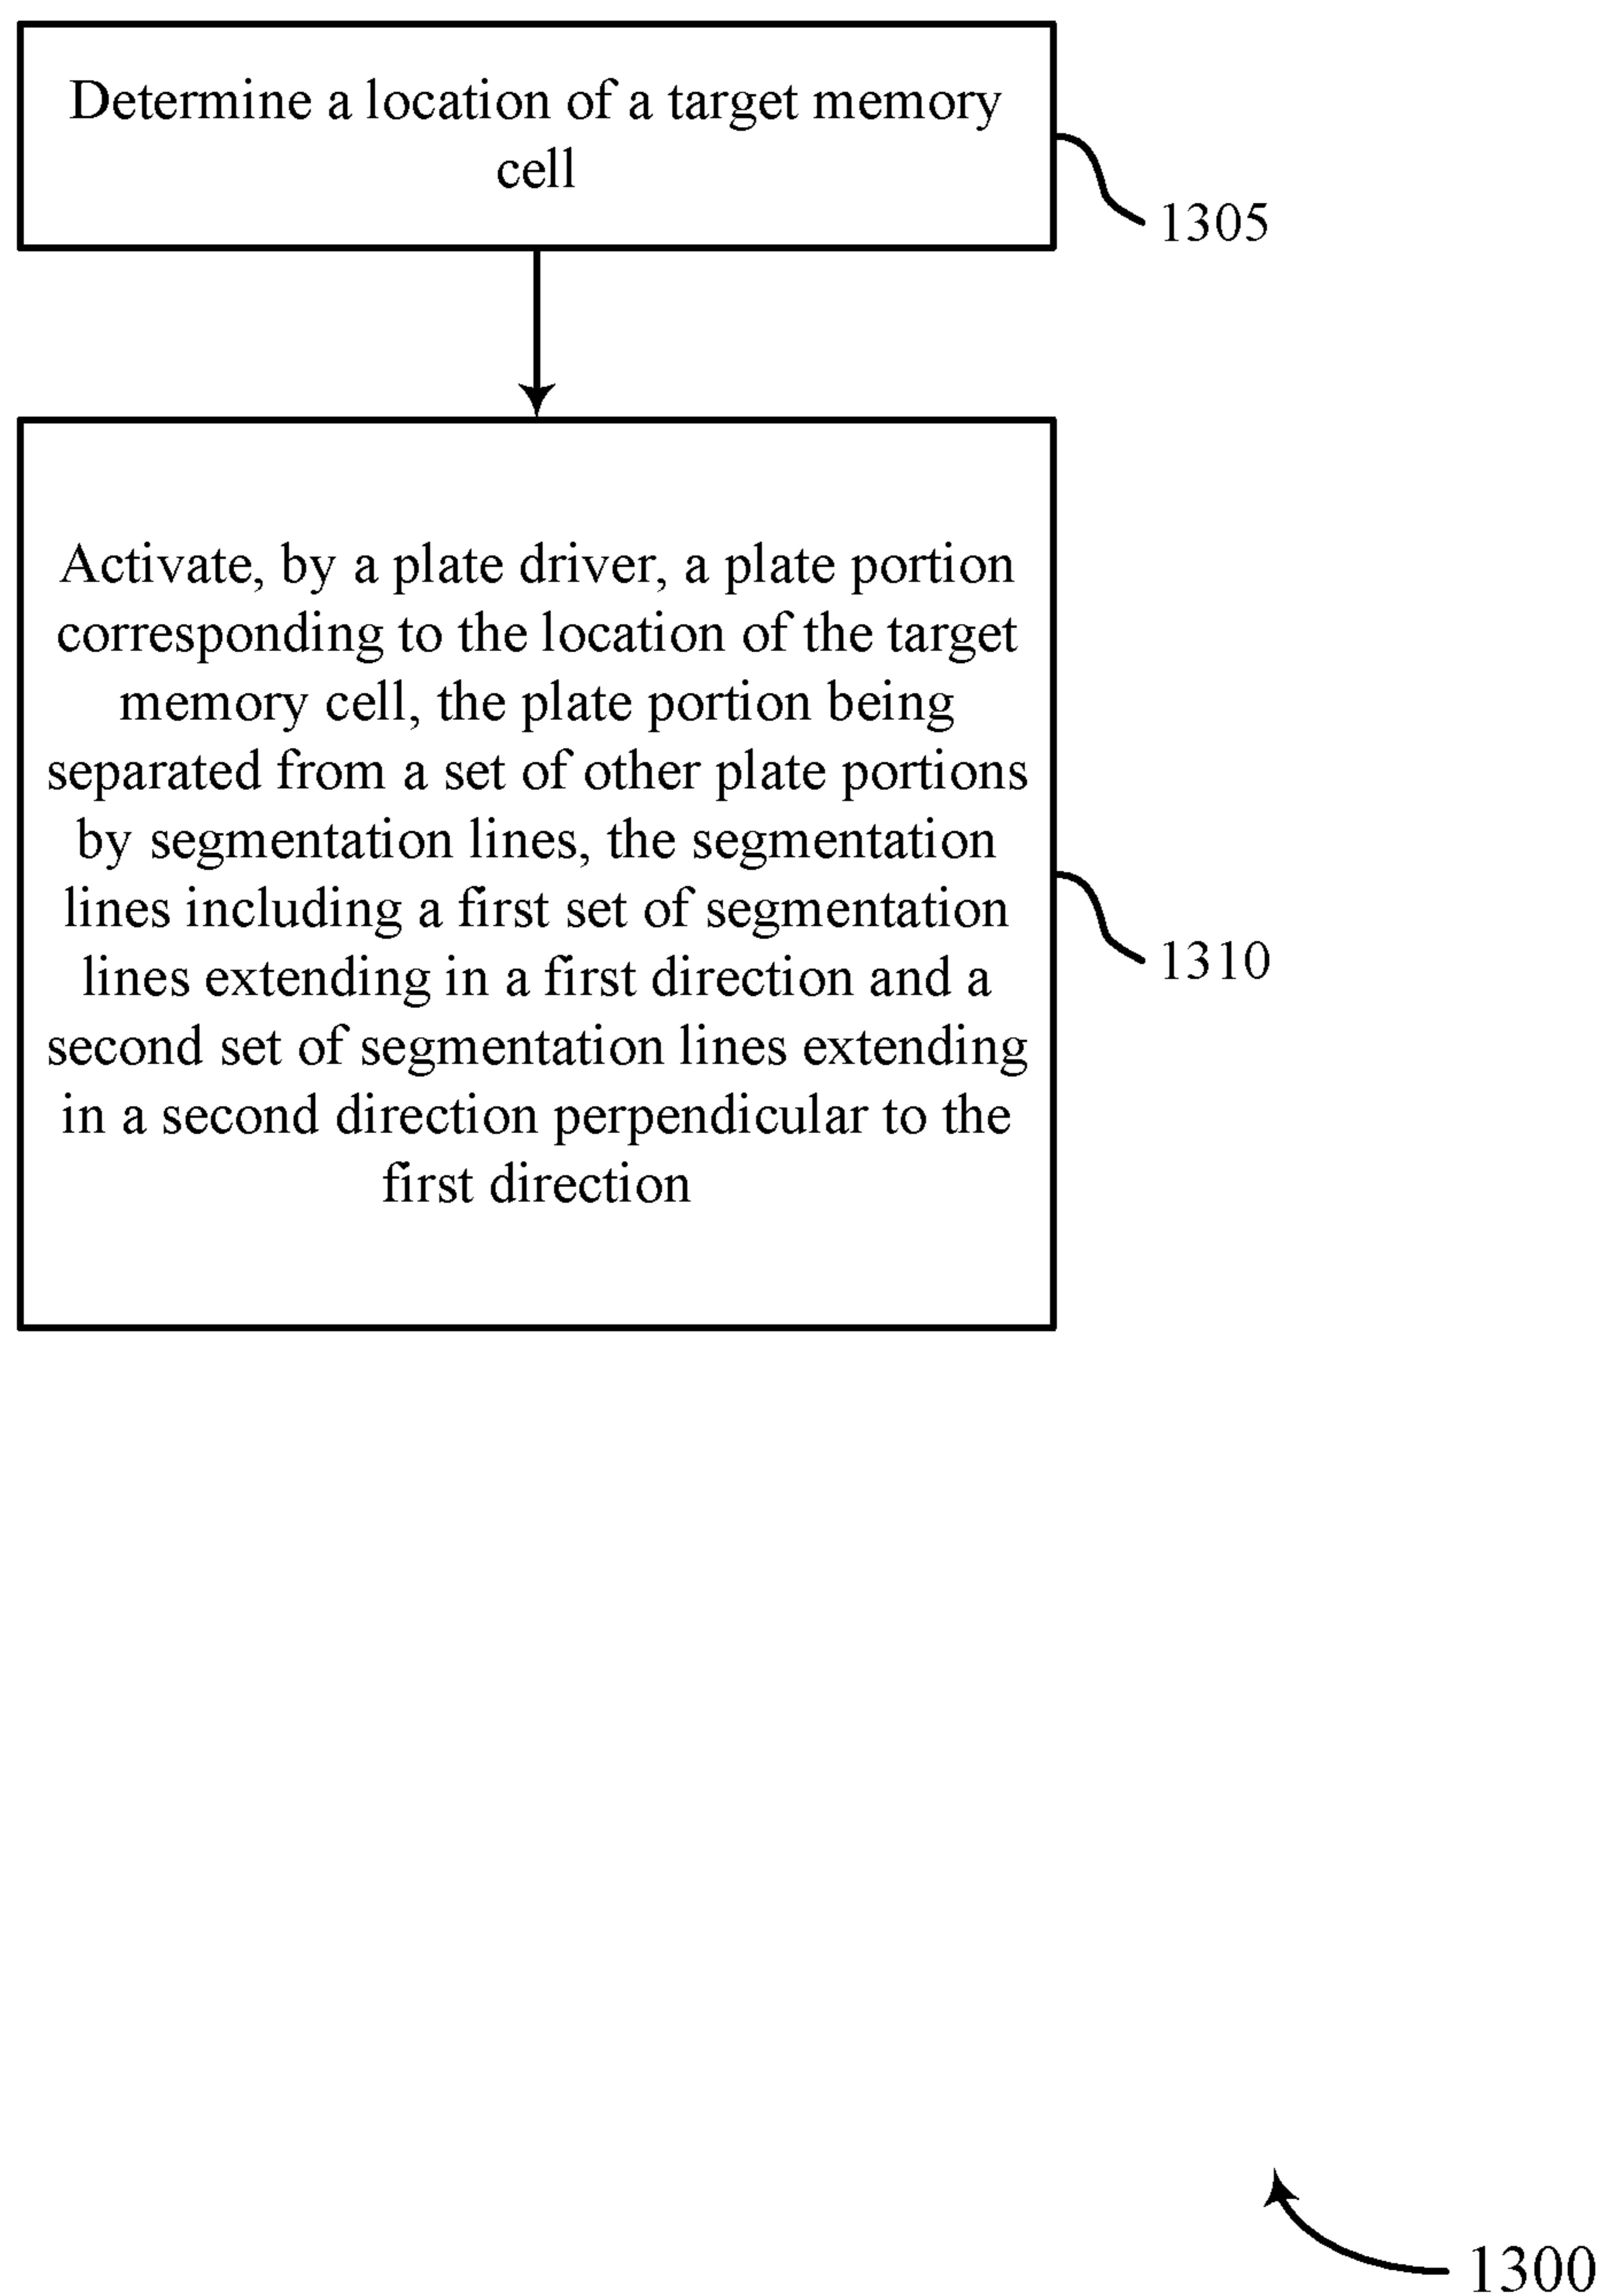 Determine a location of a target memory
cell
1305
Activate, by a plate driver, a plate portion
corresponding to the location of the target
memory cell, the plate portion being
separated from a set of other plate portions
by segmentation lines, the segmentation
lines including a first set of segmentation
lines extending in a first direction and a
second set of segmentation lines extending
in a second direction perpendicular to the
first direction
1310
1300